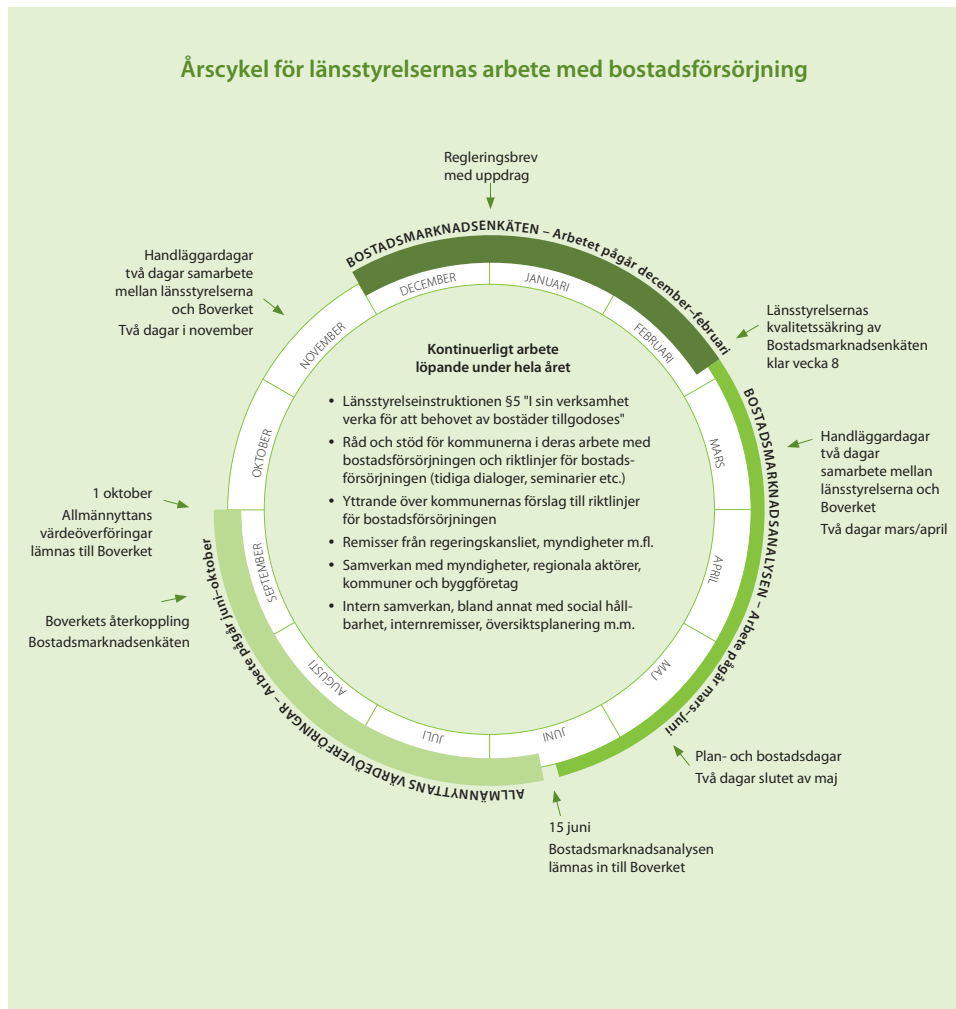 Årscykel för länsstyrelsernas arbete med bostadsförsörjning
Regleringsbrev
med uppdrag
BOSTADSMARKNADSENKÄTEN – Arbetet pågår december–februari
Handläggardagar
två dagar samarbete
mellan länsstyrelserna
och Boverket
Två dagar i november
Länsstyrelsernas
kvalitetssäkring av
Bostadsmarknadsenkäten
klar vecka 8
BOSTADSMARKNADSANALYSEN – Arbete pågår mars–juni
Handläggardagar
två dagar
samarbete mellan
länsstyrelserna och
Boverket
Två dagar mars/april
Plan- och bostadsdagar
Två dagar slutet av maj
15 juni
Bostadsmarknadsanalysen
lämnas in till Boverket
ALLMÄNNYTTANS VÄRDEÖVERFÖRINGAR – Arbete pågår juni–oktober
Boverkets återkoppling
Bostadsmarknadsenkäten
1 oktober
Allmännyttans
värdeöverföringar
lämnas till Boverket
JANUARI
FEBRUARI
MARS
APRIL
MAJ
JUNI
JULI
AUGUSTI
SEPTEMBER
OKTOBER
NOVEMBER
DECEMBER
Kontinuerligt arbete
löpande under hela året
• Länsstyrelseinstruktionen §5 "I sin verksamhet
verka för att behovet av bostäder tillgodoses"
• Råd och stöd för kommunerna i deras arbete med
bostadsförsörjningen och riktlinjer för bostads-
försörjningen (tidiga dialoger, seminarier etc.)
• Yttrande över kommunernas förslag till riktlinjer
för bostadsförsörjningen
• Remisser från regeringskansliet, myndigheter m.fl.
• Samverkan med myndigheter, regionala aktörer,
kommuner och byggföretag
• Intern samverkan, bland annat med social håll-
barhet, internremisser, översiktsplanering m.m.